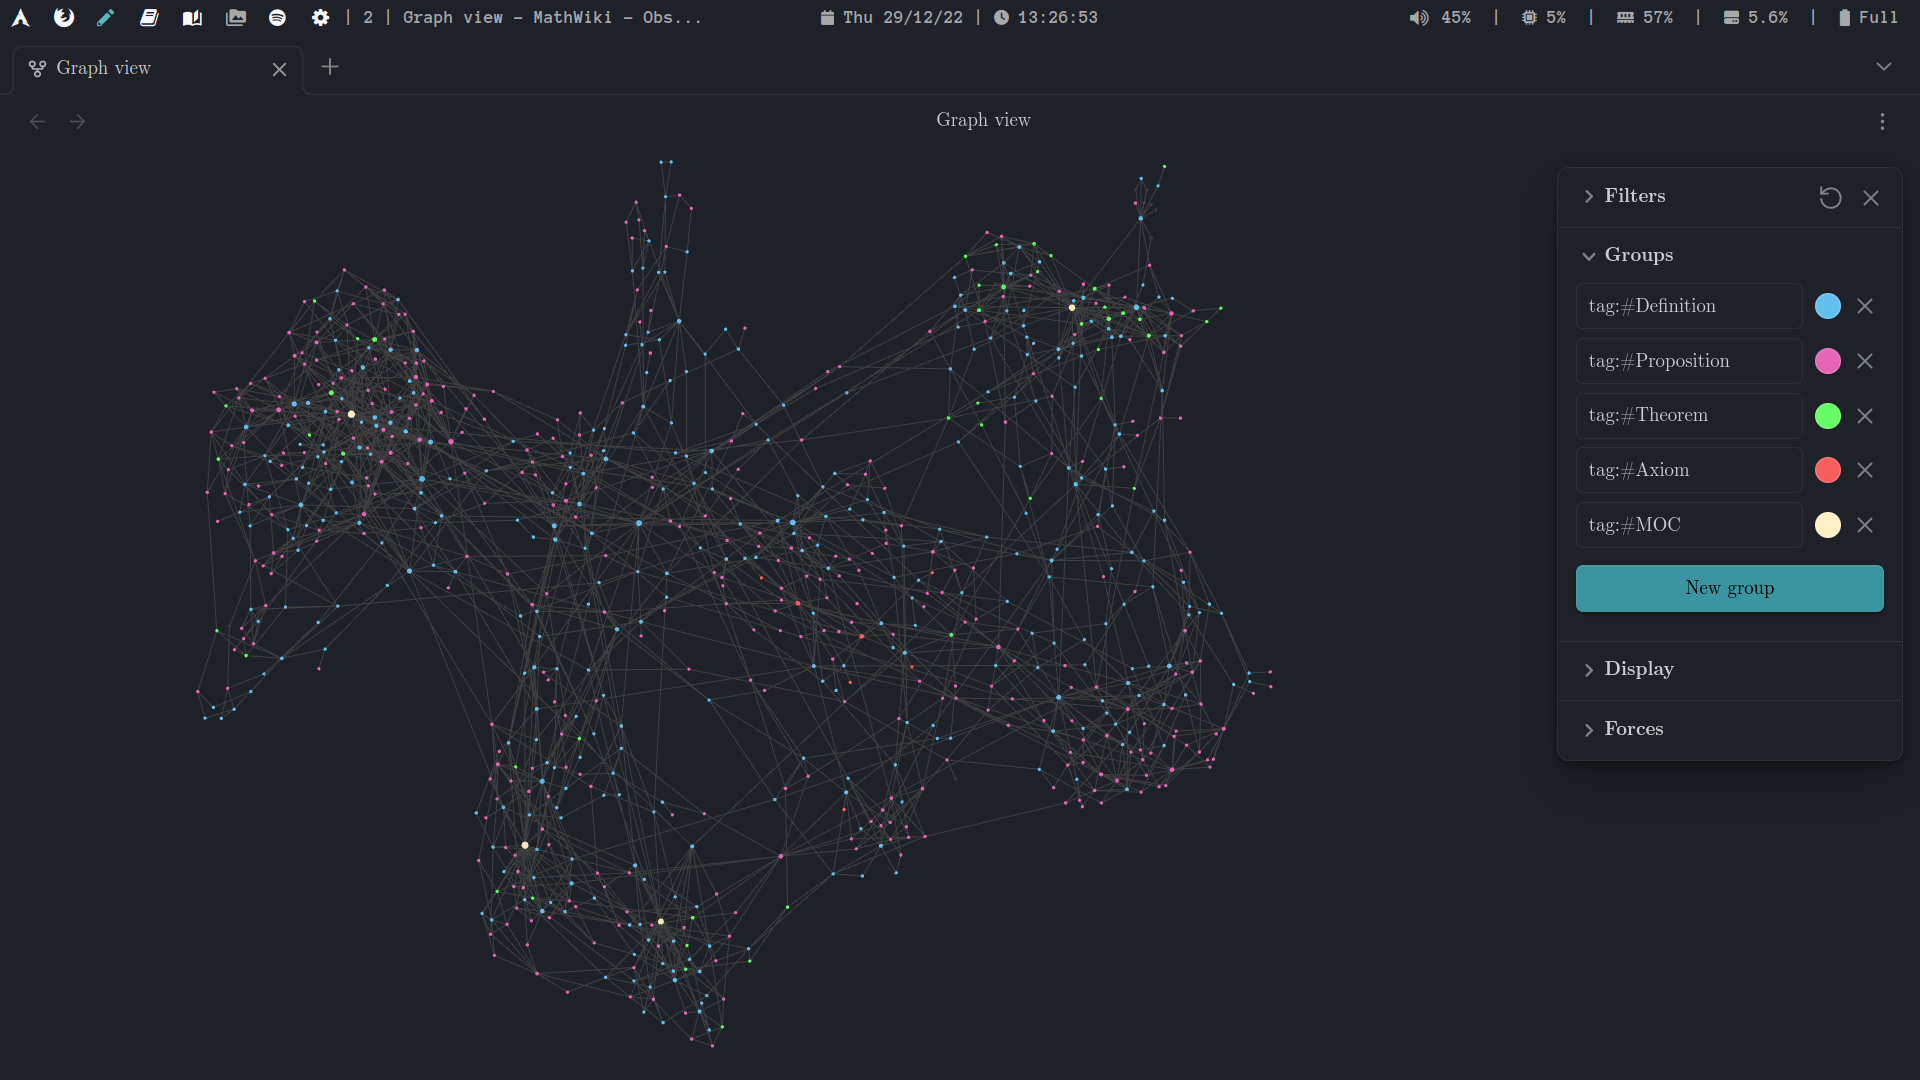 | 2 | Graph view - MathWiki - Obs... Thu 29/12/22 | 13:26:53 45% | 5% | 57% | 5.6% | Full
Graph view
Graph view
Filters
Groups
tag:#Definition
tag:#Proposition
tag:#Theorem
tag:#Axiom
tag:#MOC
New group
Display
Forces